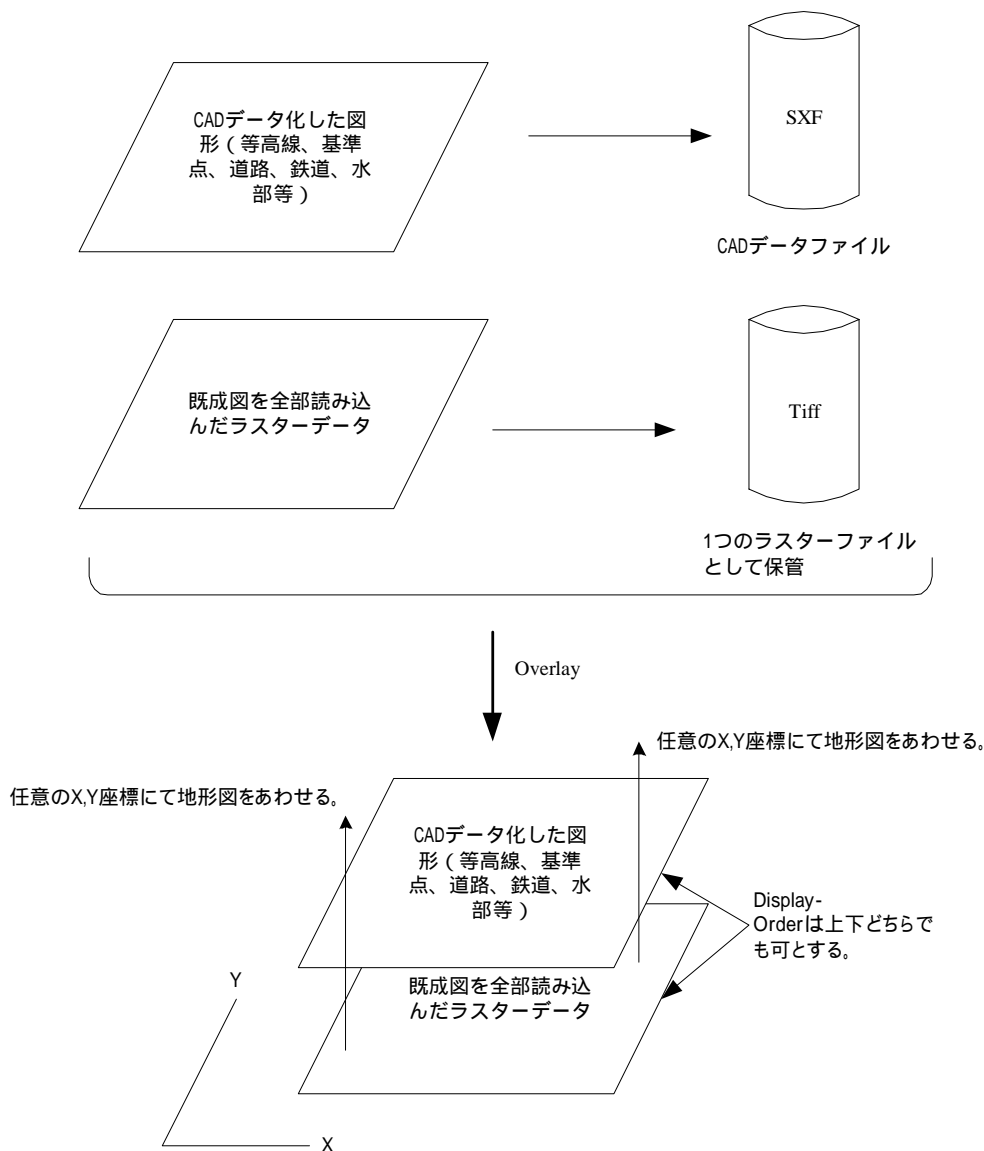 CADデータ化した図
形（等高線、基準
点、道路、鉄道、水
部等）
SXF
CADデータファイル
既成図を全部読み込
んだラスターデータ
Tiff
1つのラスターファイル
として保管
Overlay
任意のX,Y座標にて地形図をあわせる。
任意のX,Y座標にて地形図をあわせる。
CADデータ化した図
形（等高線、基準
点、道路、鉄道、水
部等）
Display-
Orderは上下どちらで
も可とする。
既成図を全部読み込
んだラスターデータ
Y
X